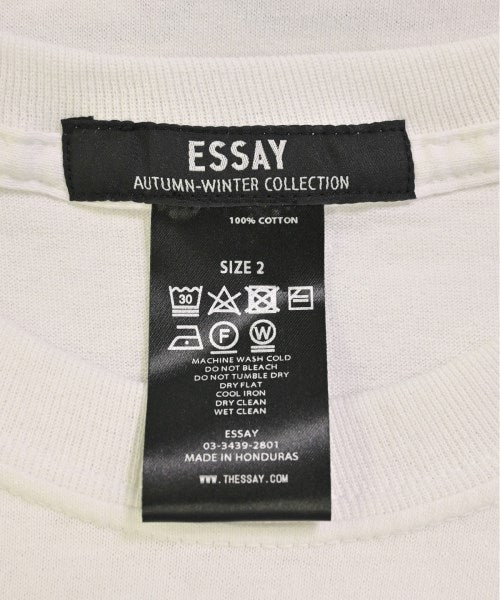 ESSAY
AUTUMN-WINTER COLLECTION
100% COTTON
SIZE 2
30
F W
MACHINE WASH COLD
DO NOT BLEACH
DO NOT TUMBLE DRY
DRY FLAT
COOL IRON
DRY CLEAN
WET CLEAN
ESSAY
03-3439-2801
MADE IN HONDURAS
WWW.THESSAY.COM